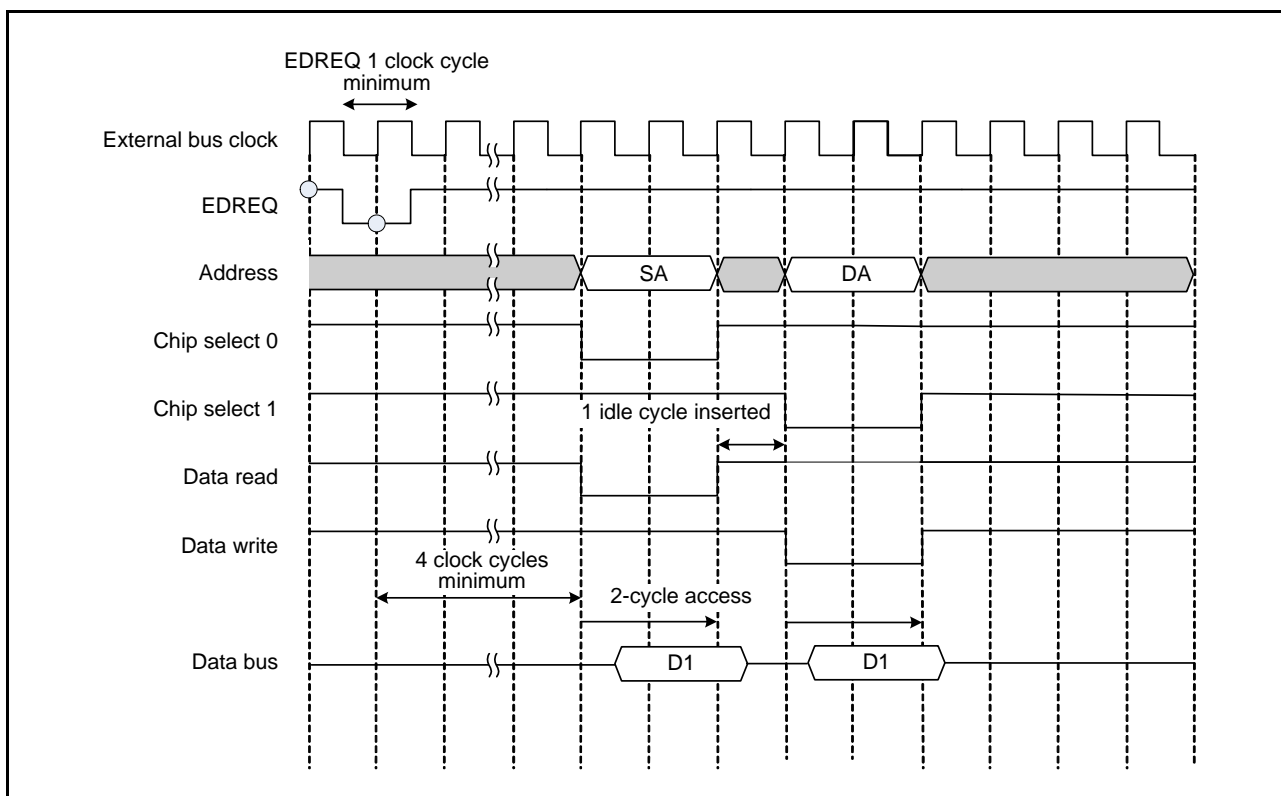 EDREQ 1 clock cycle
minimum
External bus clock
EDREQ
Address
SA
DA
Chip select 0
Chip select 1
1 idle cycle inserted
Data read
Data write
4 clock cycles
minimum
2-cycle access
Data bus
D1
D1